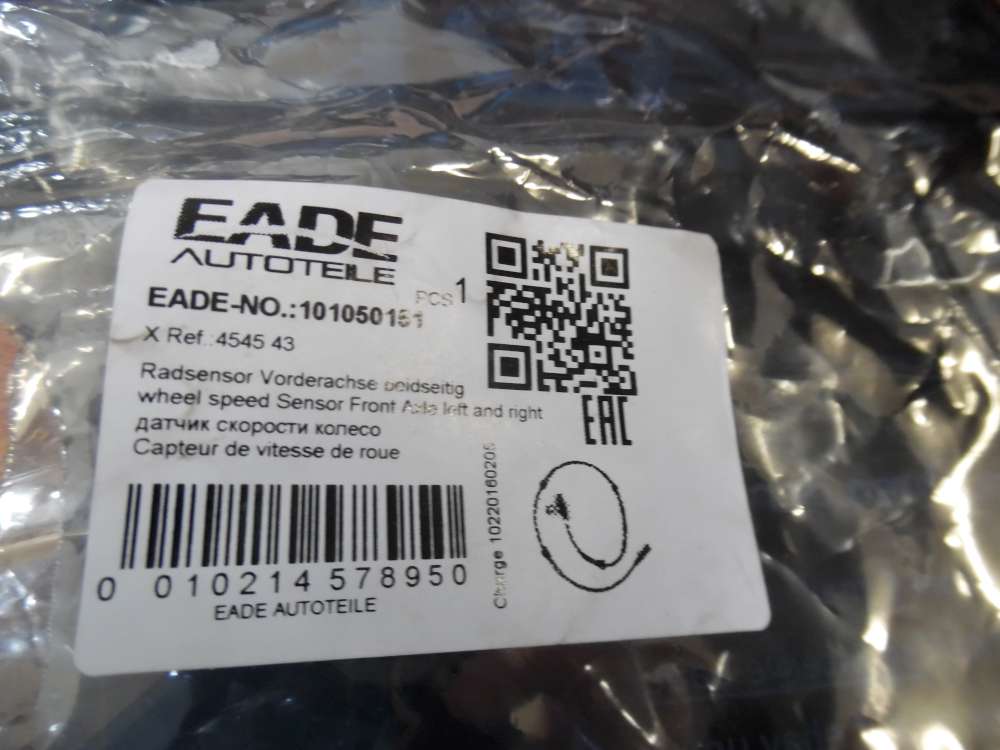 EADE
AUTOTEILE
PCS 1
EADE-NO.:101050151
X Ref.:4545 43
Radsensor Vorderachse beidseitig
wheel speed Sensor Front Axle left and right
датчик скорости колесо
Capteur de vitesse de roue
EAC
Charge 1022016020
0 010214 578950
EADE AUTOTEILE